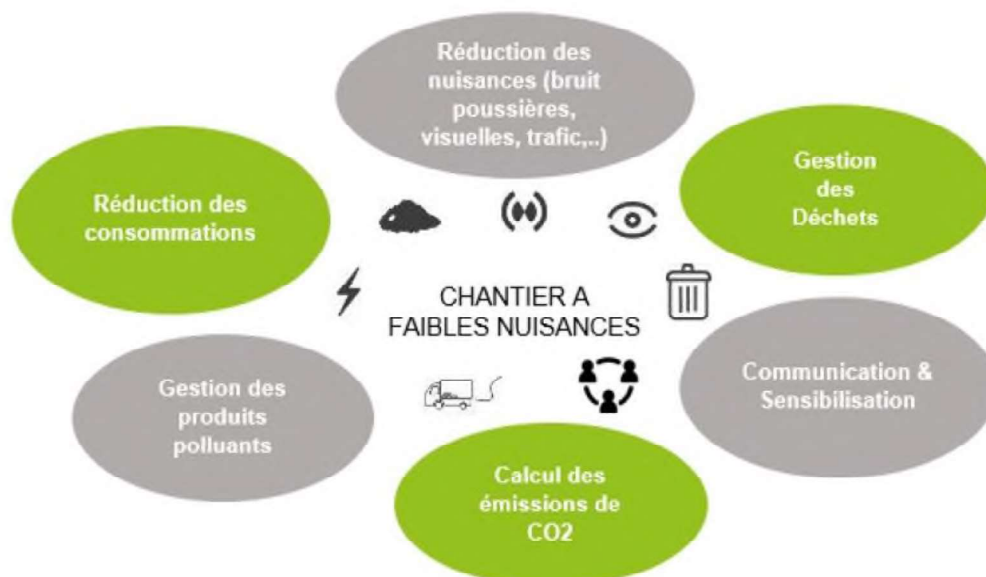 Réduction des
nuisances (bruit
poussières,
visuelles, trafic,..)
Réduction des
consommations
Gestion
des
Déchets
CHANTIER A
FAIBLES NUISANCES
Gestion des
produits
polluants
Communication &
Sensibilisation
Calcul des
émissions de
CO2